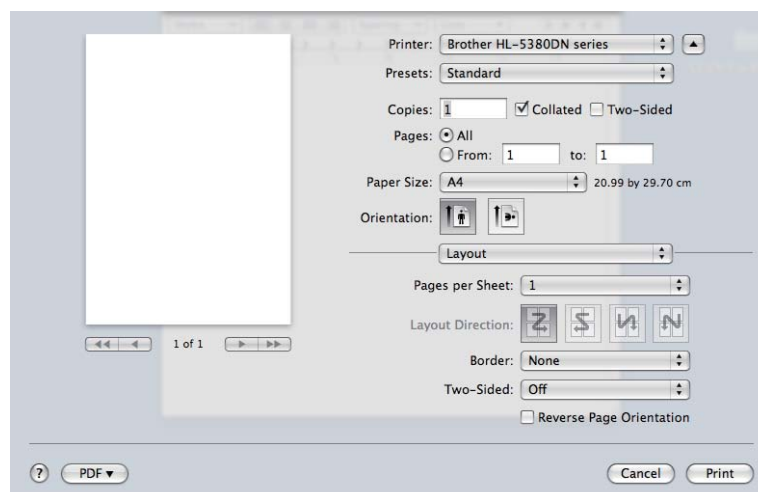 Printer: Brother HL-5380DN series
Presets: Standard
Copies: 1 Collated Two-Sided
Pages: All
From: 1 to: 1
Paper Size: A4 20.99 by 29.70 cm
Orientation:
Layout
Pages per Sheet: 1
Layout Direction:
1 of 1
Border: None
Two-Sided: Off
Reverse Page Orientation
? PDF Cancel Print